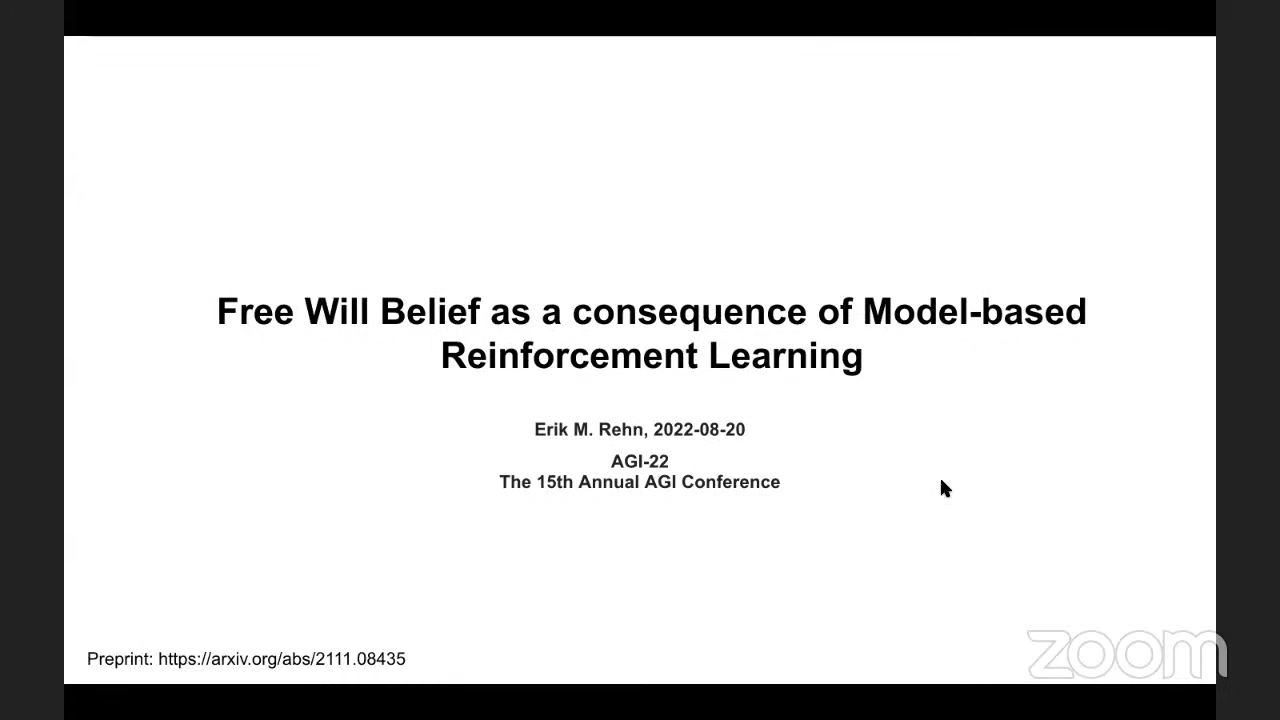 Free Will Belief as a consequence of Model-based
Reinforcement Learning
Erik M. Rehn, 2022-08-20
AGI-22
The 15th Annual AGI Conference
Preprint: https://arxiv.org/abs/2111.08435
zoom